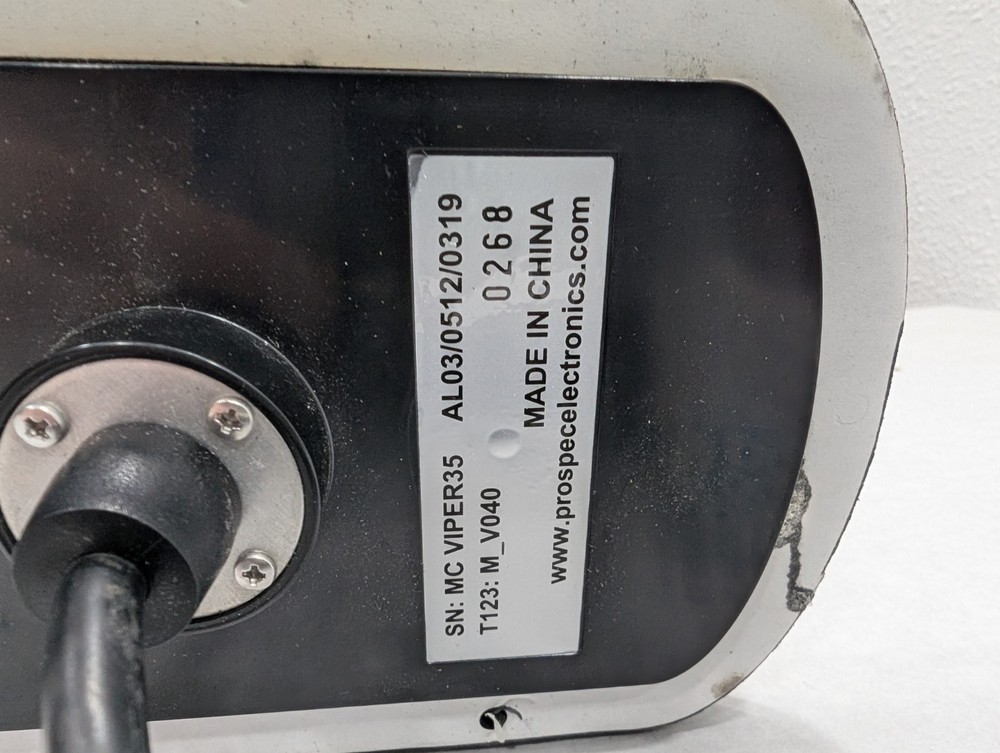 SN: MC VIPER35 AL03/0512/0319
T123: M_V040 0268
MADE IN CHINA
www.prospecelectronics.com